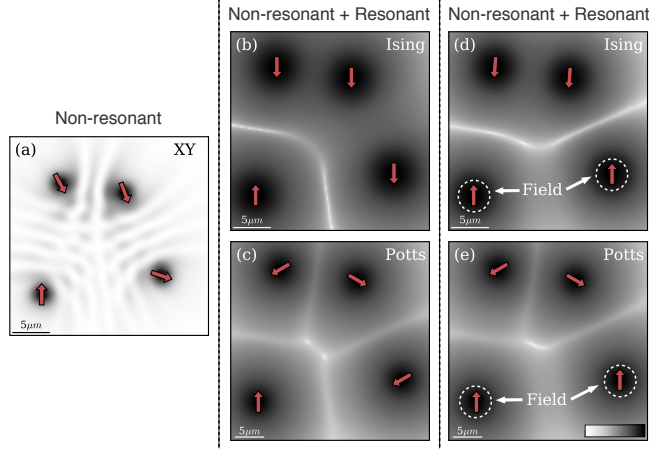 Non-resonant + Resonant
Non-resonant + Resonant
(b) Ising
(d) Ising
Non-resonant
(a) XY
Field
5μm
5μm
(c) Potts
(e) Potts
5μm
Field
5μm
5μm